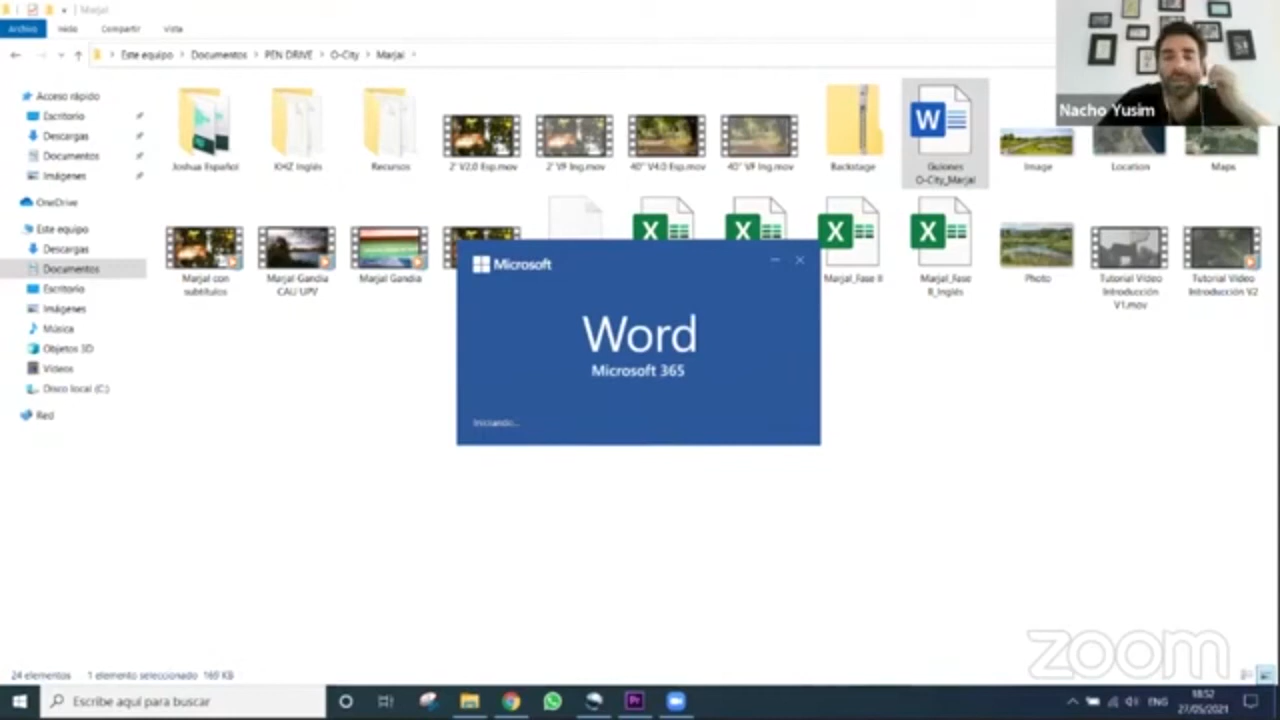 Marjal
Archivo Inicio Compartir Vista
Este equipo > Documentos > PEN DRIVE > O-City > Marjal
Nacho Yusim
Acceso rápido
Escritorio
Descargas
Documentos
Imágenes
OneDrive
Este equipo
Descargas
Documentos
Escritorio
Imágenes
Música
Objetos 3D
Vídeos
Disco local (C:)
Red
Joshua Español
KHZ Inglés
Recursos
2' V2.0 Esp.mov
2' VF Ing.mov
40'' V4.0 Esp.mov
40'' VF Ing.mov
Backstage
Guiones
O-City_Marjal
Image
Location
Maps
Marjal con
subtítulos
Marjal Gandia
CAU UPV
Marjal Gandia
Marjal_Fase II
Marjal_Fase
II_Inglés
Photo
Tutorial Video
Introducción
V1.mov
Tutorial Video
Introducción V2
Microsoft
Word
Microsoft 365
Iniciando...
zoom
24 elementos 1 elemento seleccionado 169 KB
Escribe aquí para buscar
Pr
ENG
18:52
27/05/2021